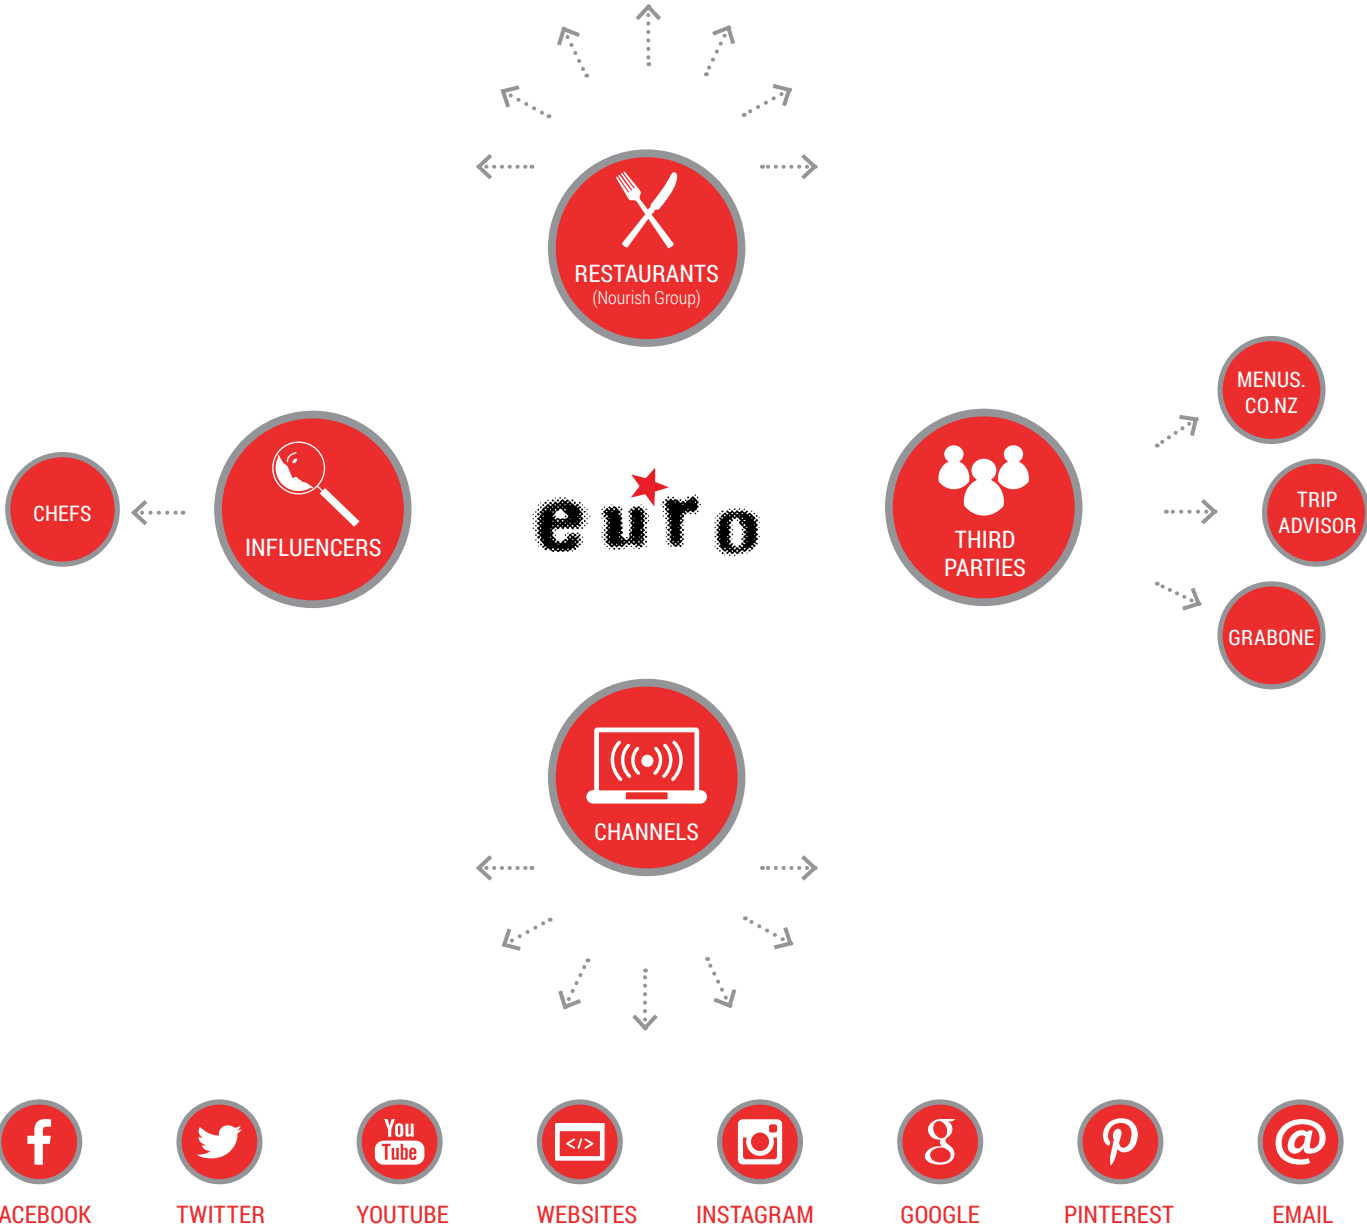 RESTAURANTS
(Nourish Group)
MENUS.
CO.NZ
CHEFS
INFLUENCERS
euro
THIRD
PARTIES
TRIP
ADVISOR
GRABONE
CHANNELS
You
Tube
</>
ACEBOOK
TWITTER
YOUTUBE
WEBSITES
INSTAGRAM
GOOGLE
PINTEREST
EMAIL